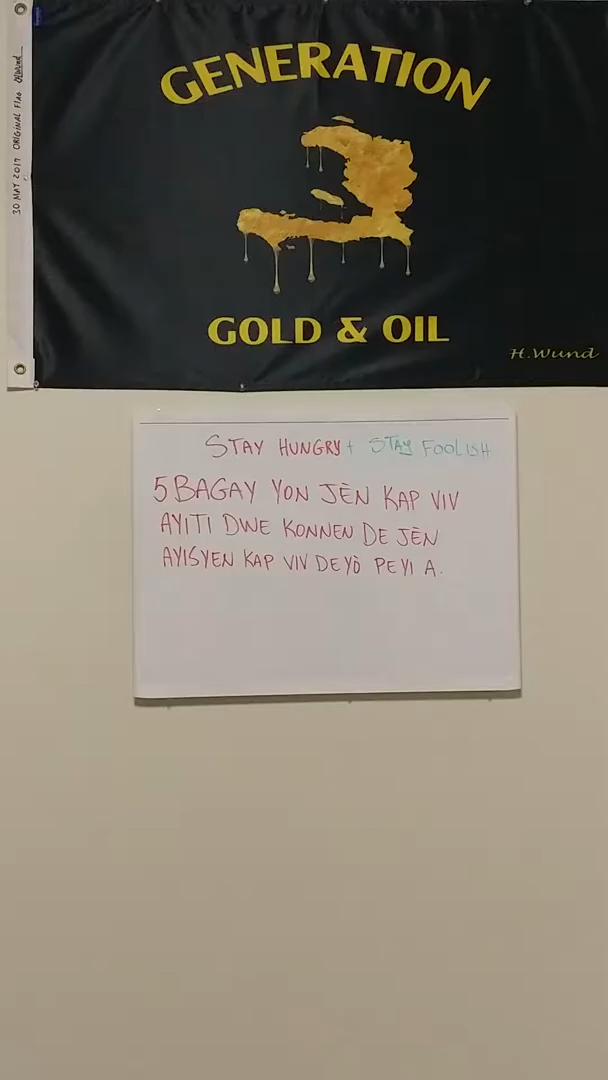 GENERATION
GOLD & OIL
H.Wund
30 MAY 2017 ORIGINAL FLAG
STAY HUNGRY + STAY FOOLISH
5 BAGAY YON JÈN KAP VIV
AYITI DWE KONNEN DE JÈN
AYISYEN KAP VIV DEYÒ PEYI A.